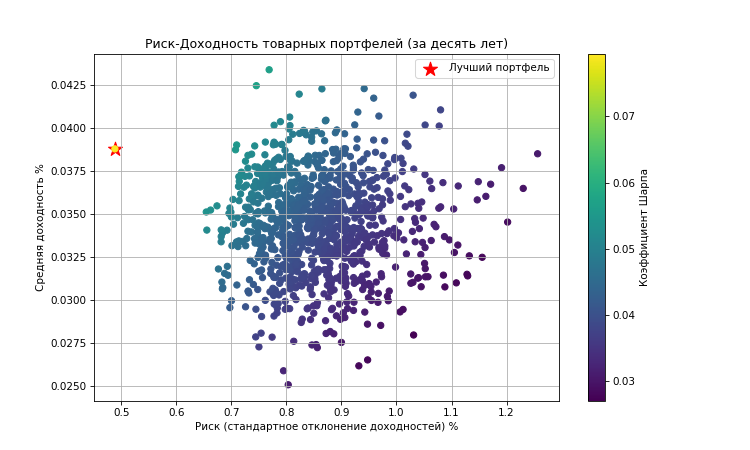 Риск-Доходность товарных портфелей (за десять лет)
Лучший портфель
Средняя доходность %
0.0425
0.0400
0.0375
0.0350
0.0325
0.0300
0.0275
0.0250
0.5 0.6 0.7 0.8 0.9 1.0 1.1 1.2
Риск (стандартное отклонение доходностей) %
0.07
0.06
0.05
0.04
0.03
Коэффициент Шарпа